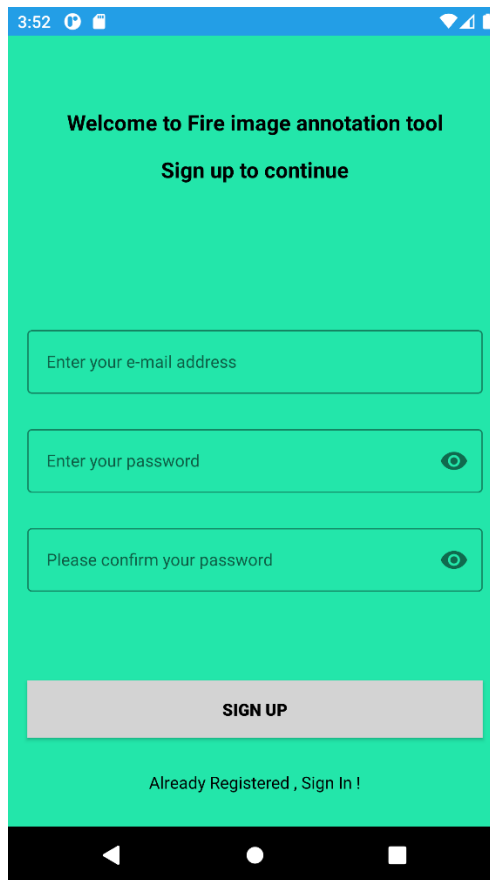 3:52
Welcome to Fire image annotation tool
Sign up to continue
Enter your e-mail address
Enter your password
Please confirm your password
SIGN UP
Already Registered , Sign In !